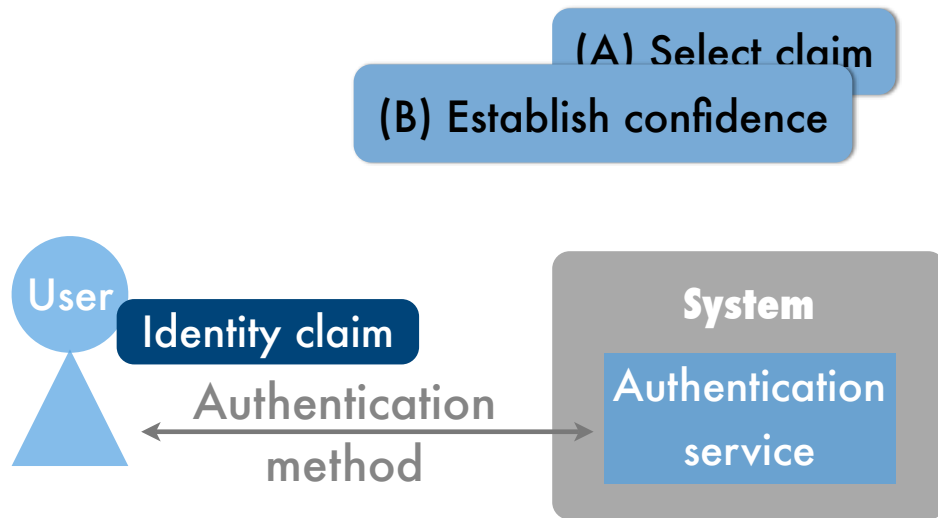 (A) Select claim
(B) Establish confidence
User
Identity claim
System
Authentication
method
Authentication
service